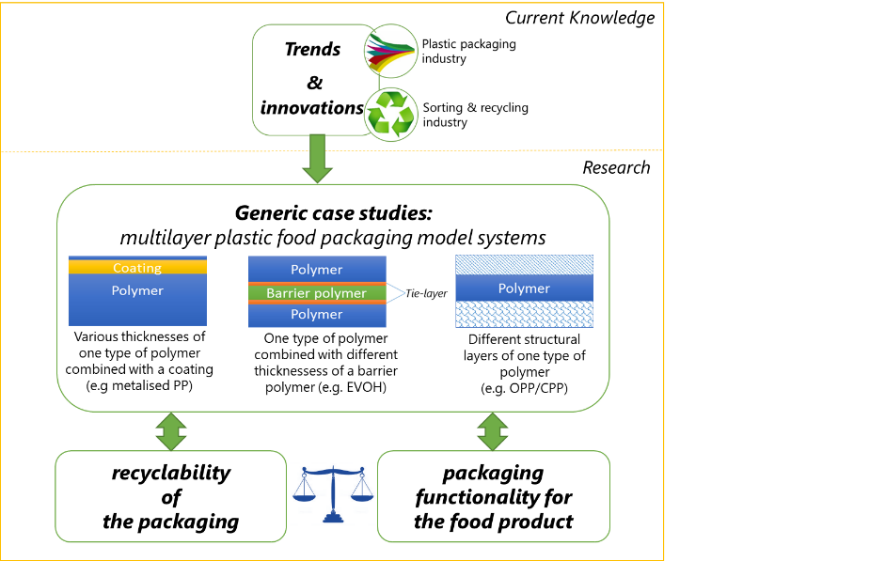 Current Knowledge
Trends
&
innovations
Plastic packaging
industry
Sorting & recycling
industry
Research
Generic case studies:
multilayer plastic food packaging model systems
Coating
Polymer
Various thicknesses of
one type of polymer
combined with a coating
(e.g metalised PP)
Polymer
Barrier polymer
Polymer
Tie-layer
One type of polymer
combined with different
thicknessess of a barrier
polymer (e.g. EVOH)
Polymer
Different structural
layers of one type of
polymer
(e.g. OPP/CPP)
recyclability
of
the packaging
packaging
functionality for
the food product